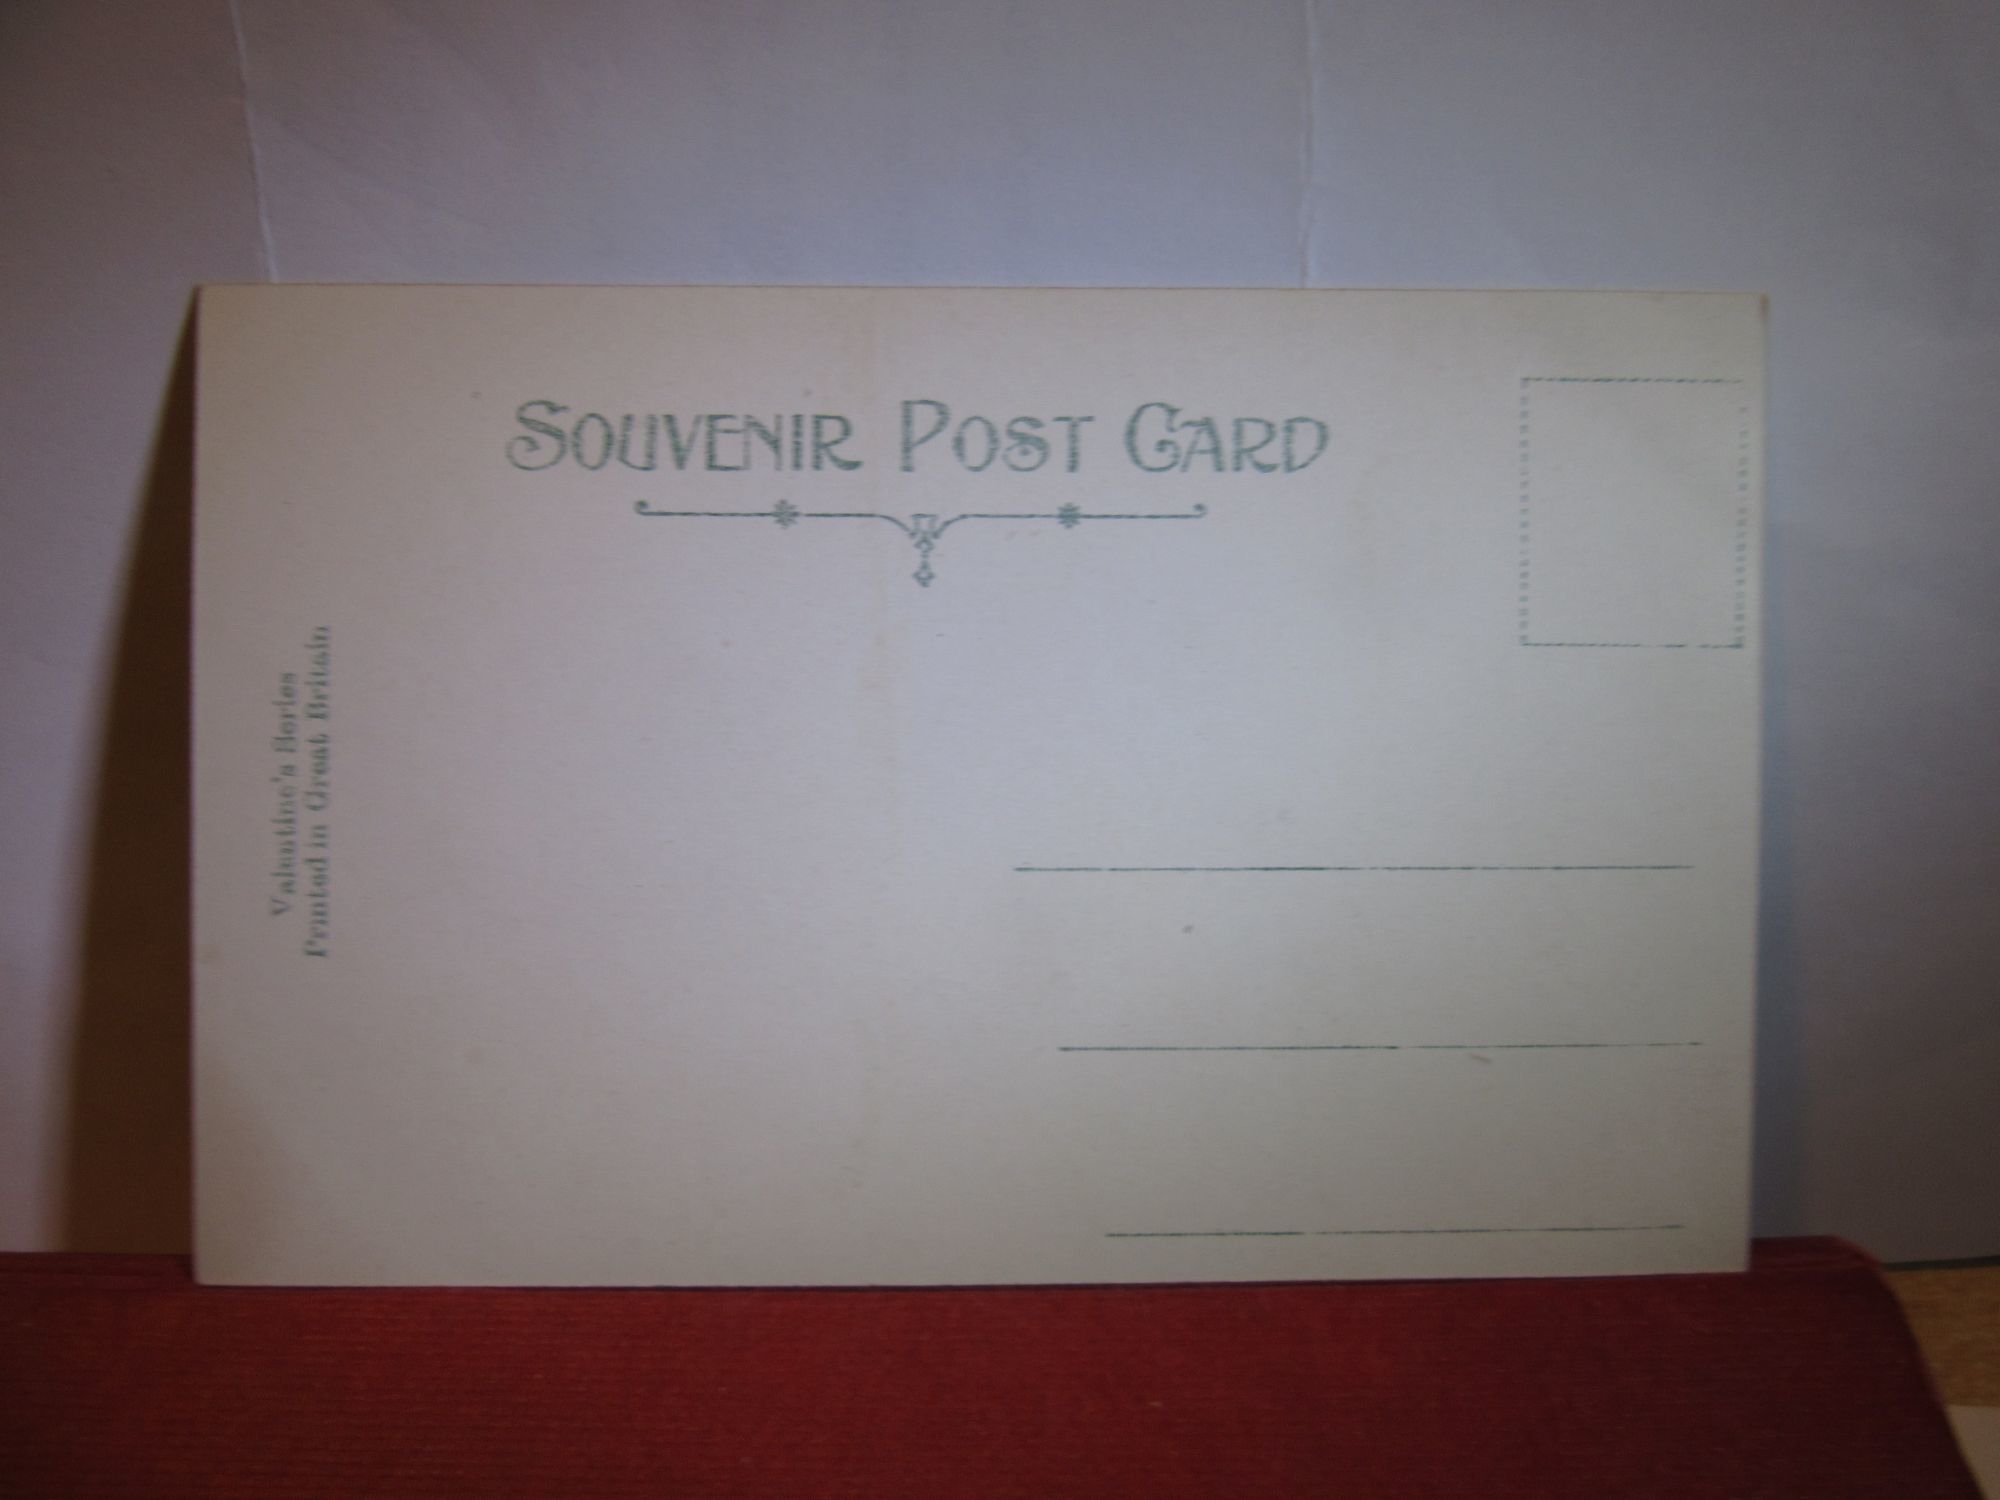 SOUVENIR POST CARD
Valentine's Series
Printed in Great Britain